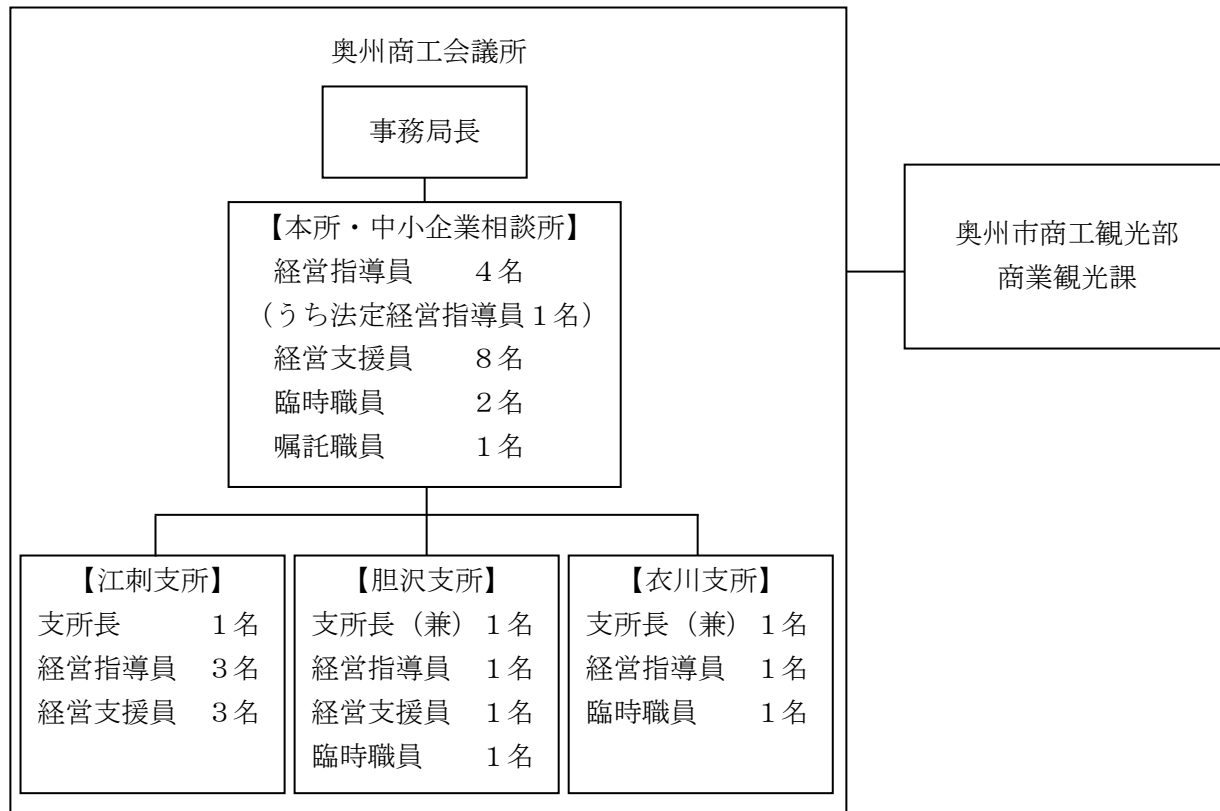 奥州商工会議所
事務局長
【本所・中小企業相談所】
経営指導員　４名
（うち法定経営指導員１名）
経営支援員　８名
臨時職員　２名
嘱託職員　１名
奥州市商工観光部
商業観光課
【江刺支所】
支所長　１名
経営指導員　３名
経営支援員　３名
【胆沢支所】
支所長（兼）１名
経営指導員　１名
経営支援員　１名
臨時職員　１名
【衣川支所】
支所長（兼）１名
経営指導員　１名
臨時職員　１名